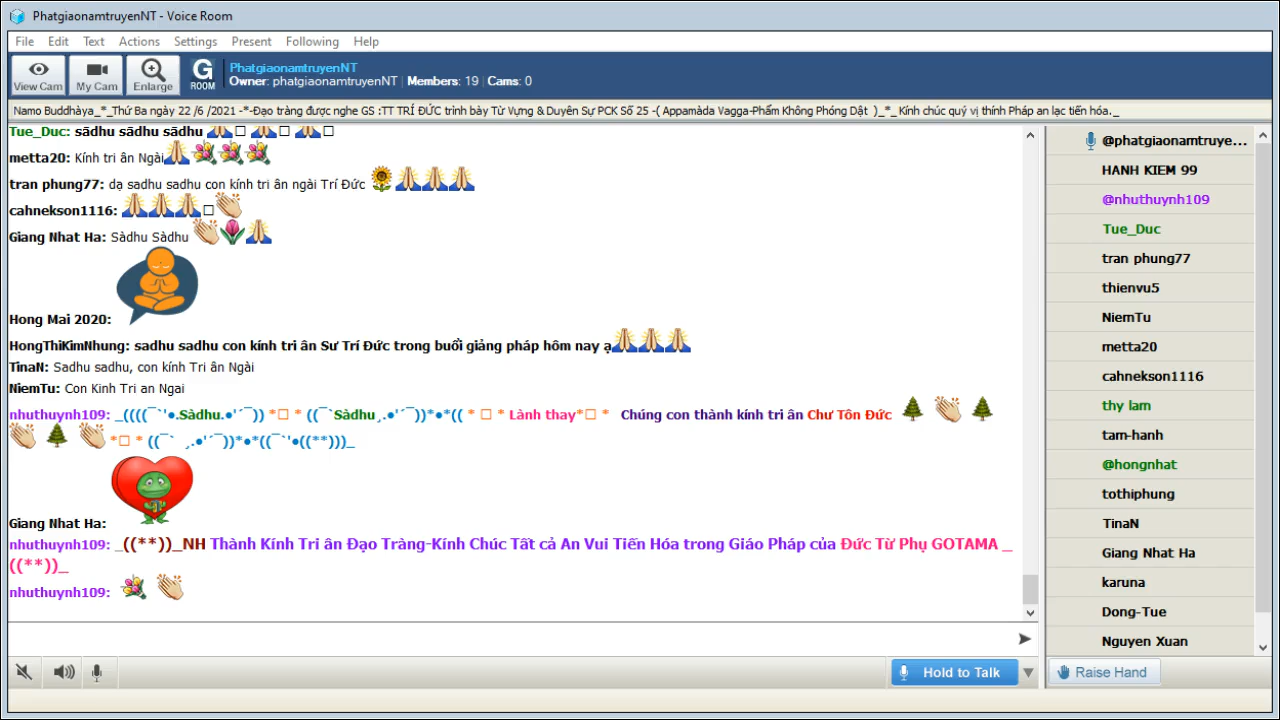 PhatgiaonamtruyenNT - Voice Room
File Edit Text Actions Settings Present Following Help
View Cam My Cam Enlarge G ROOM
PhatgiaonamtruyenNT
Owner: phatgiaonamtruyenNT | Members: 19 | Cams: 0
Namo Buddhàya_*_Thứ Ba ngày 22 /6 /2021 -*-Đạo tràng được nghe GS :TT TRÍ ĐỨC trình bày Từ Vựng & Duyên Sự PCK Số 25 -( Appamàda Vagga-Phẩm Không Phóng Dật )_*_Kính chúc quý vị thính Pháp an lạc tiến hóa._
Tue_Duc: sādhu sādhu sādhu 🙏□ 🙏□ 🙏□
metta20: Kính tri ân Ngài🙏 💐 💐 💐
tran phung77: dạ sadhu sadhu con kính tri ân ngài Trí Đức 🌻🙏🙏🙏
cahnekson1116: 🙏🙏🙏□👏
Giang Nhat Ha: Sàdhu Sàdhu 👏🌷🙏
Hong Mai 2020:
HongThiKimNhung: sadhu sadhu con kính tri ân Sư Trí Đức trong buổi giảng pháp hôm nay ạ🙏🙏🙏
TinaN: Sadhu sadhu, con kính Tri ân Ngài
NiemTu: Con Kinh Tri an Ngai
nhuthuynh109: _((((¯`'●.Sàdhu.●'´¯)) *□ * ((¯`Sàdhu¸.●'´¯))*●*(( * □ * Lành thay*□ * Chúng con thành kính tri ân Chư Tôn Đức 🌲 👏 🌲
👏 🌲 👏 *□ * ((¯` ¸.●'´¯))*●*((¯`'●((**)))_
Giang Nhat Ha:
nhuthuynh109: _((**))_NH Thành Kính Tri ân Đạo Tràng-Kính Chúc Tất cả An Vui Tiến Hóa trong Giáo Pháp của Đức Từ Phụ GOTAMA _
((**))_
nhuthuynh109: 💐 👏
@phatgiaonamtruye...
HANH KIEM 99
@nhuthuynh109
Tue_Duc
tran phung77
thienvu5
NiemTu
metta20
cahnekson1116
thy lam
tam-hanh
@hongnhat
tothiphung
TinaN
Giang Nhat Ha
karuna
Dong-Tue
Nguyen Xuan
Hold to Talk
Raise Hand